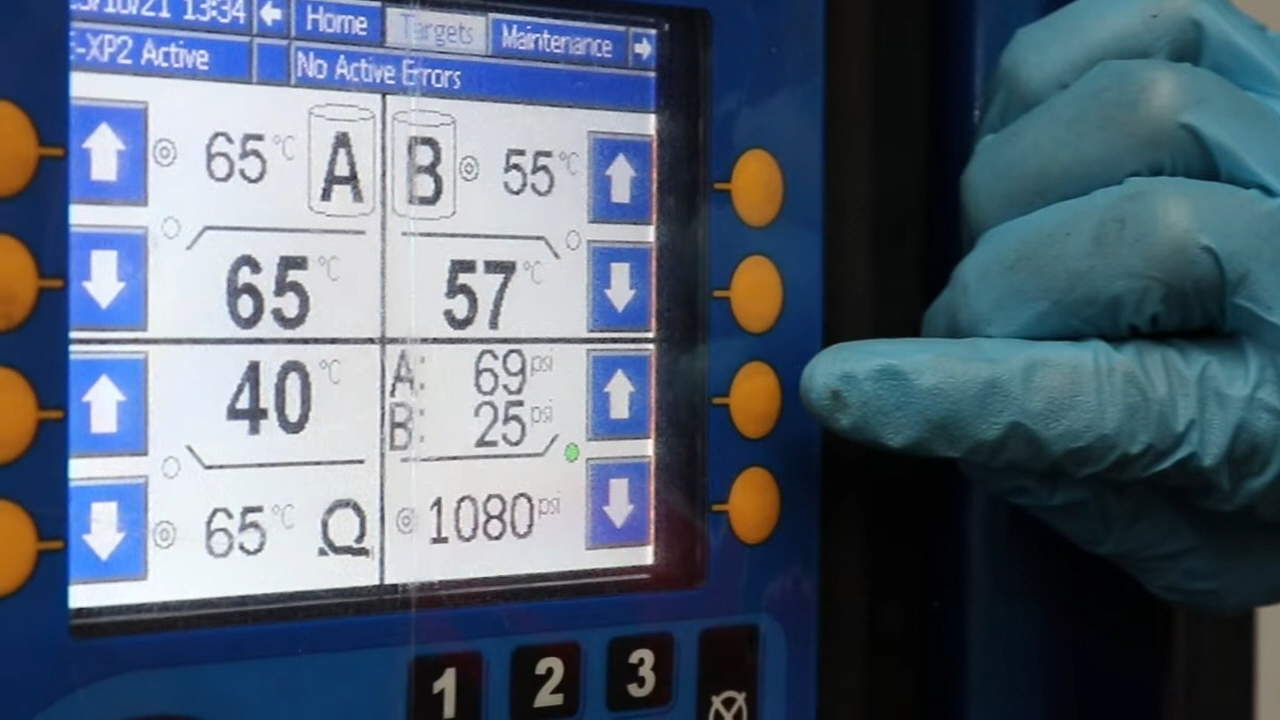 /10/21 13:34 Home Targets Maintenance
E-XP2 Active No Active Errors
65 °C A B 55 °C
65 °C 57 °C
40 °C A: 69 psi
B: 25 psi
65 °C 1080 psi
1 2 3